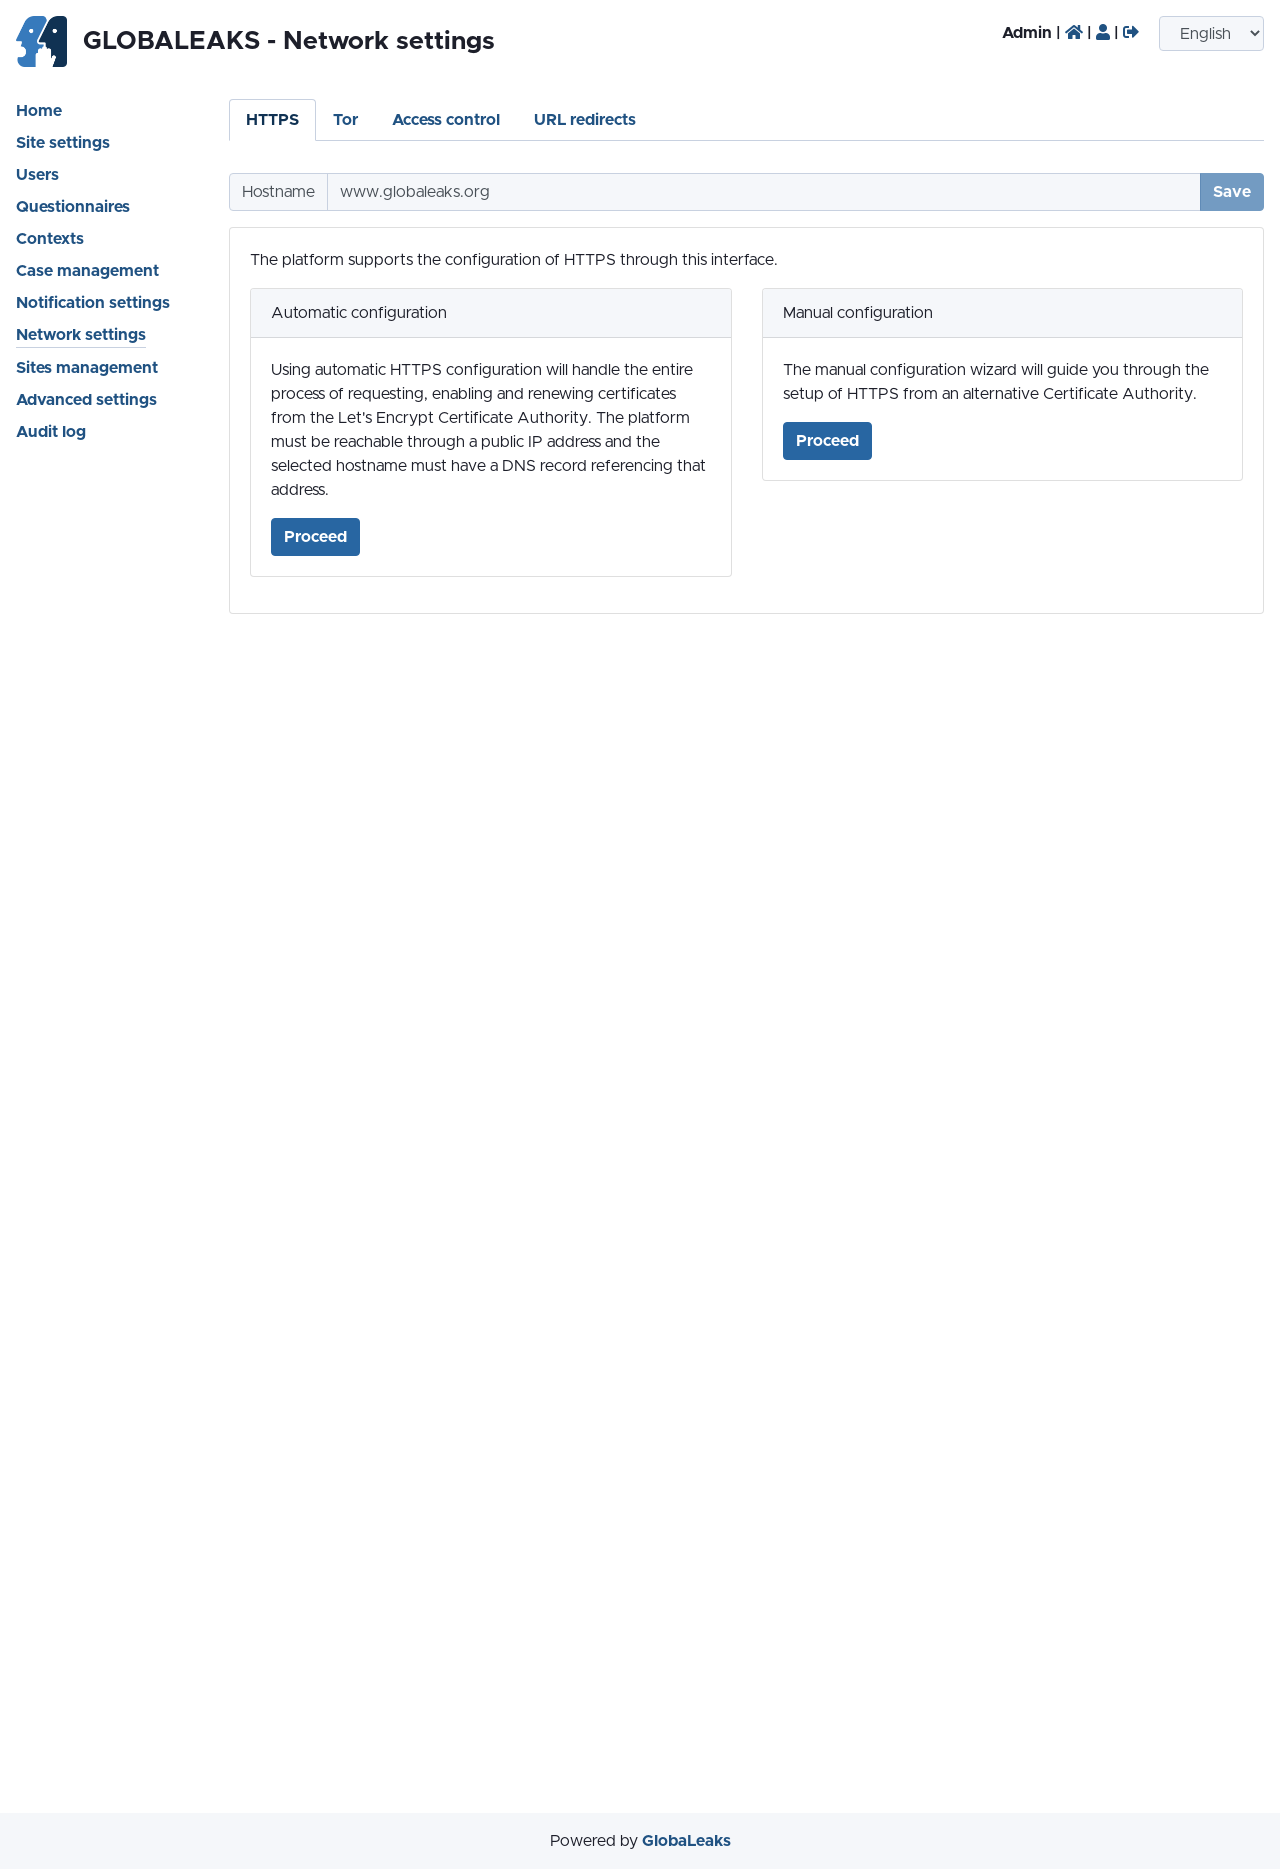 GLOBALEAKS - Network settings
Admin | | |
English
Home
Site settings
Users
Questionnaires
Contexts
Case management
Notification settings
Network settings
Sites management
Advanced settings
Audit log
HTTPS Tor Access control URL redirects
Hostname www.globaleaks.org Save
The platform supports the configuration of HTTPS through this interface.
Automatic configuration
Using automatic HTTPS configuration will handle the entire
process of requesting, enabling and renewing certificates
from the Let's Encrypt Certificate Authority. The platform
must be reachable through a public IP address and the
selected hostname must have a DNS record referencing that
address.
Proceed
Manual configuration
The manual configuration wizard will guide you through the
setup of HTTPS from an alternative Certificate Authority.
Proceed
Powered by GlobaLeaks